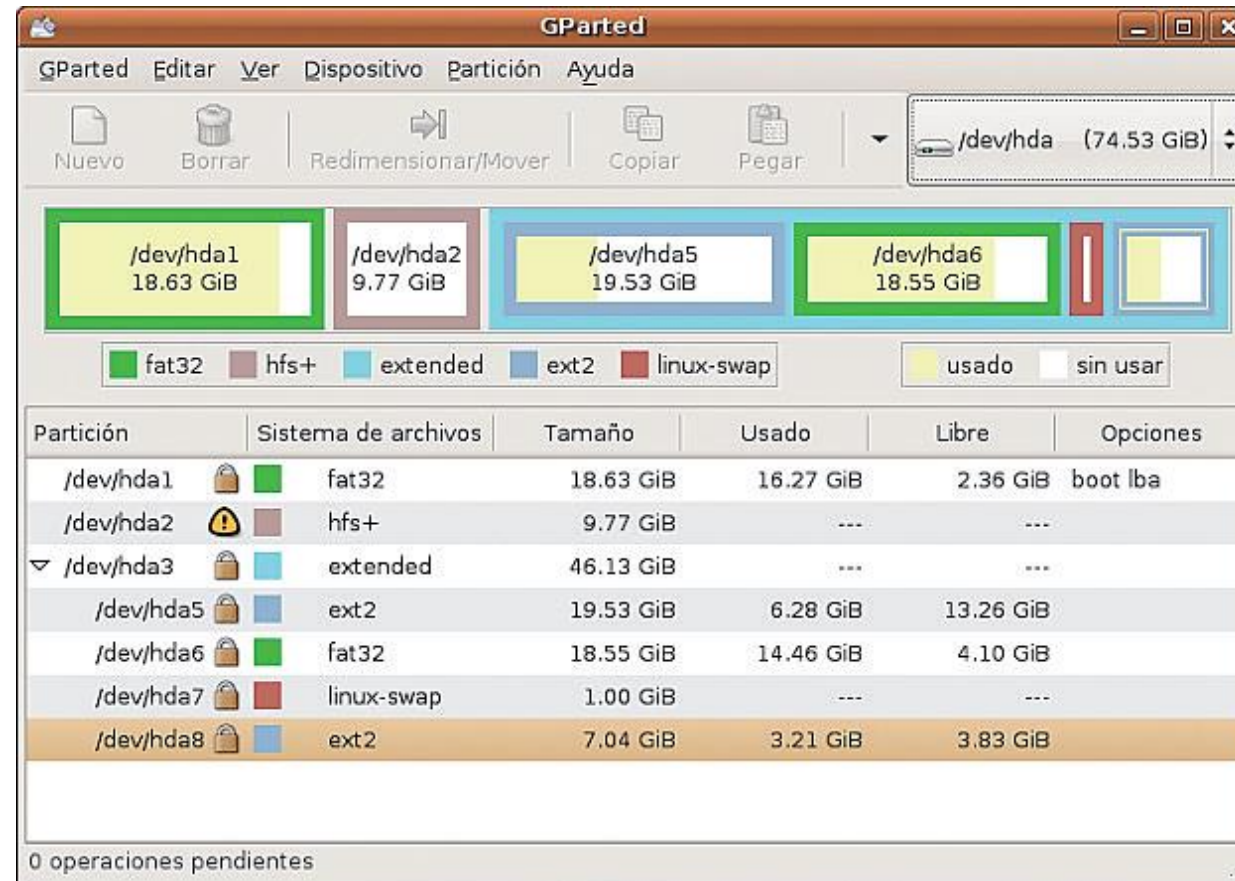 GParted
GParted Editar Ver Dispositivo Partición Ayuda
Nuevo Borrar Redimensionar/Mover Copiar Pegar /dev/hda (74.53 GiB)
/dev/hda1 /dev/hda2 /dev/hda5 /dev/hda6
18.63 GiB 9.77 GiB 19.53 GiB 18.55 GiB
fat32 hfs+ extended ext2 linux-swap usado sin usar
Partición Sistema de archivos Tamaño Usado Libre Opciones
/dev/hda1 fat32 18.63 GiB 16.27 GiB 2.36 GiB boot lba
/dev/hda2 hfs+ 9.77 GiB --- ---
/dev/hda3 extended 46.13 GiB --- ---
/dev/hda5 ext2 19.53 GiB 6.28 GiB 13.26 GiB
/dev/hda6 fat32 18.55 GiB 14.46 GiB 4.10 GiB
/dev/hda7 linux-swap 1.00 GiB --- ---
/dev/hda8 ext2 7.04 GiB 3.21 GiB 3.83 GiB
0 operaciones pendientes